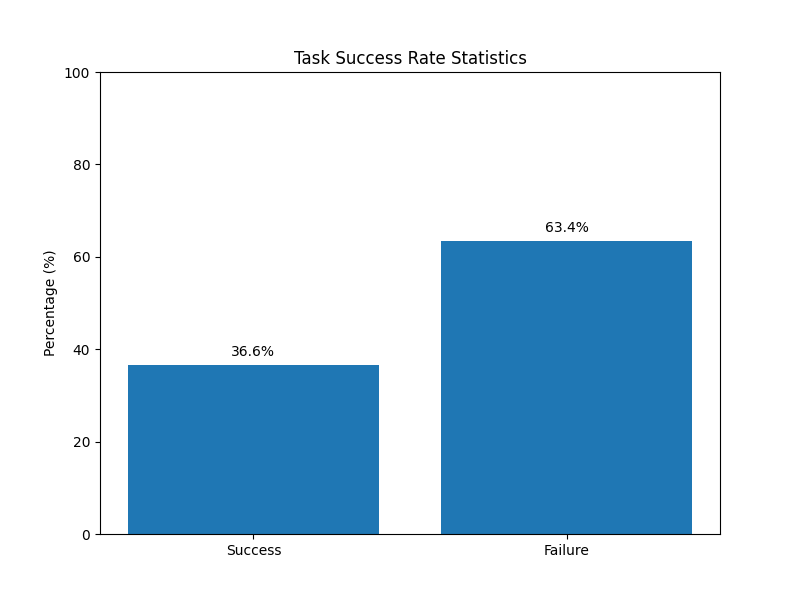 Task Success Rate Statistics
100
80
60
40
20
0
Percentage (%)
36.6%
63.4%
Success
Failure